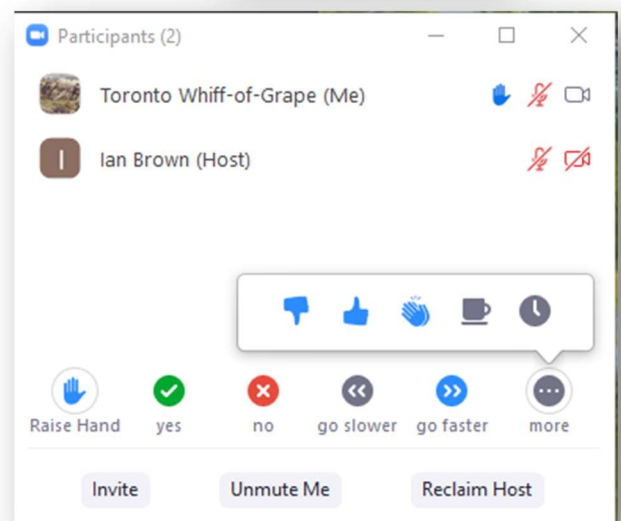 Participants (2)
Toronto Whiff-of-Grape (Me)
I Ian Brown (Host)
Raise Hand yes no go slower go faster more
Invite Unmute Me Reclaim Host